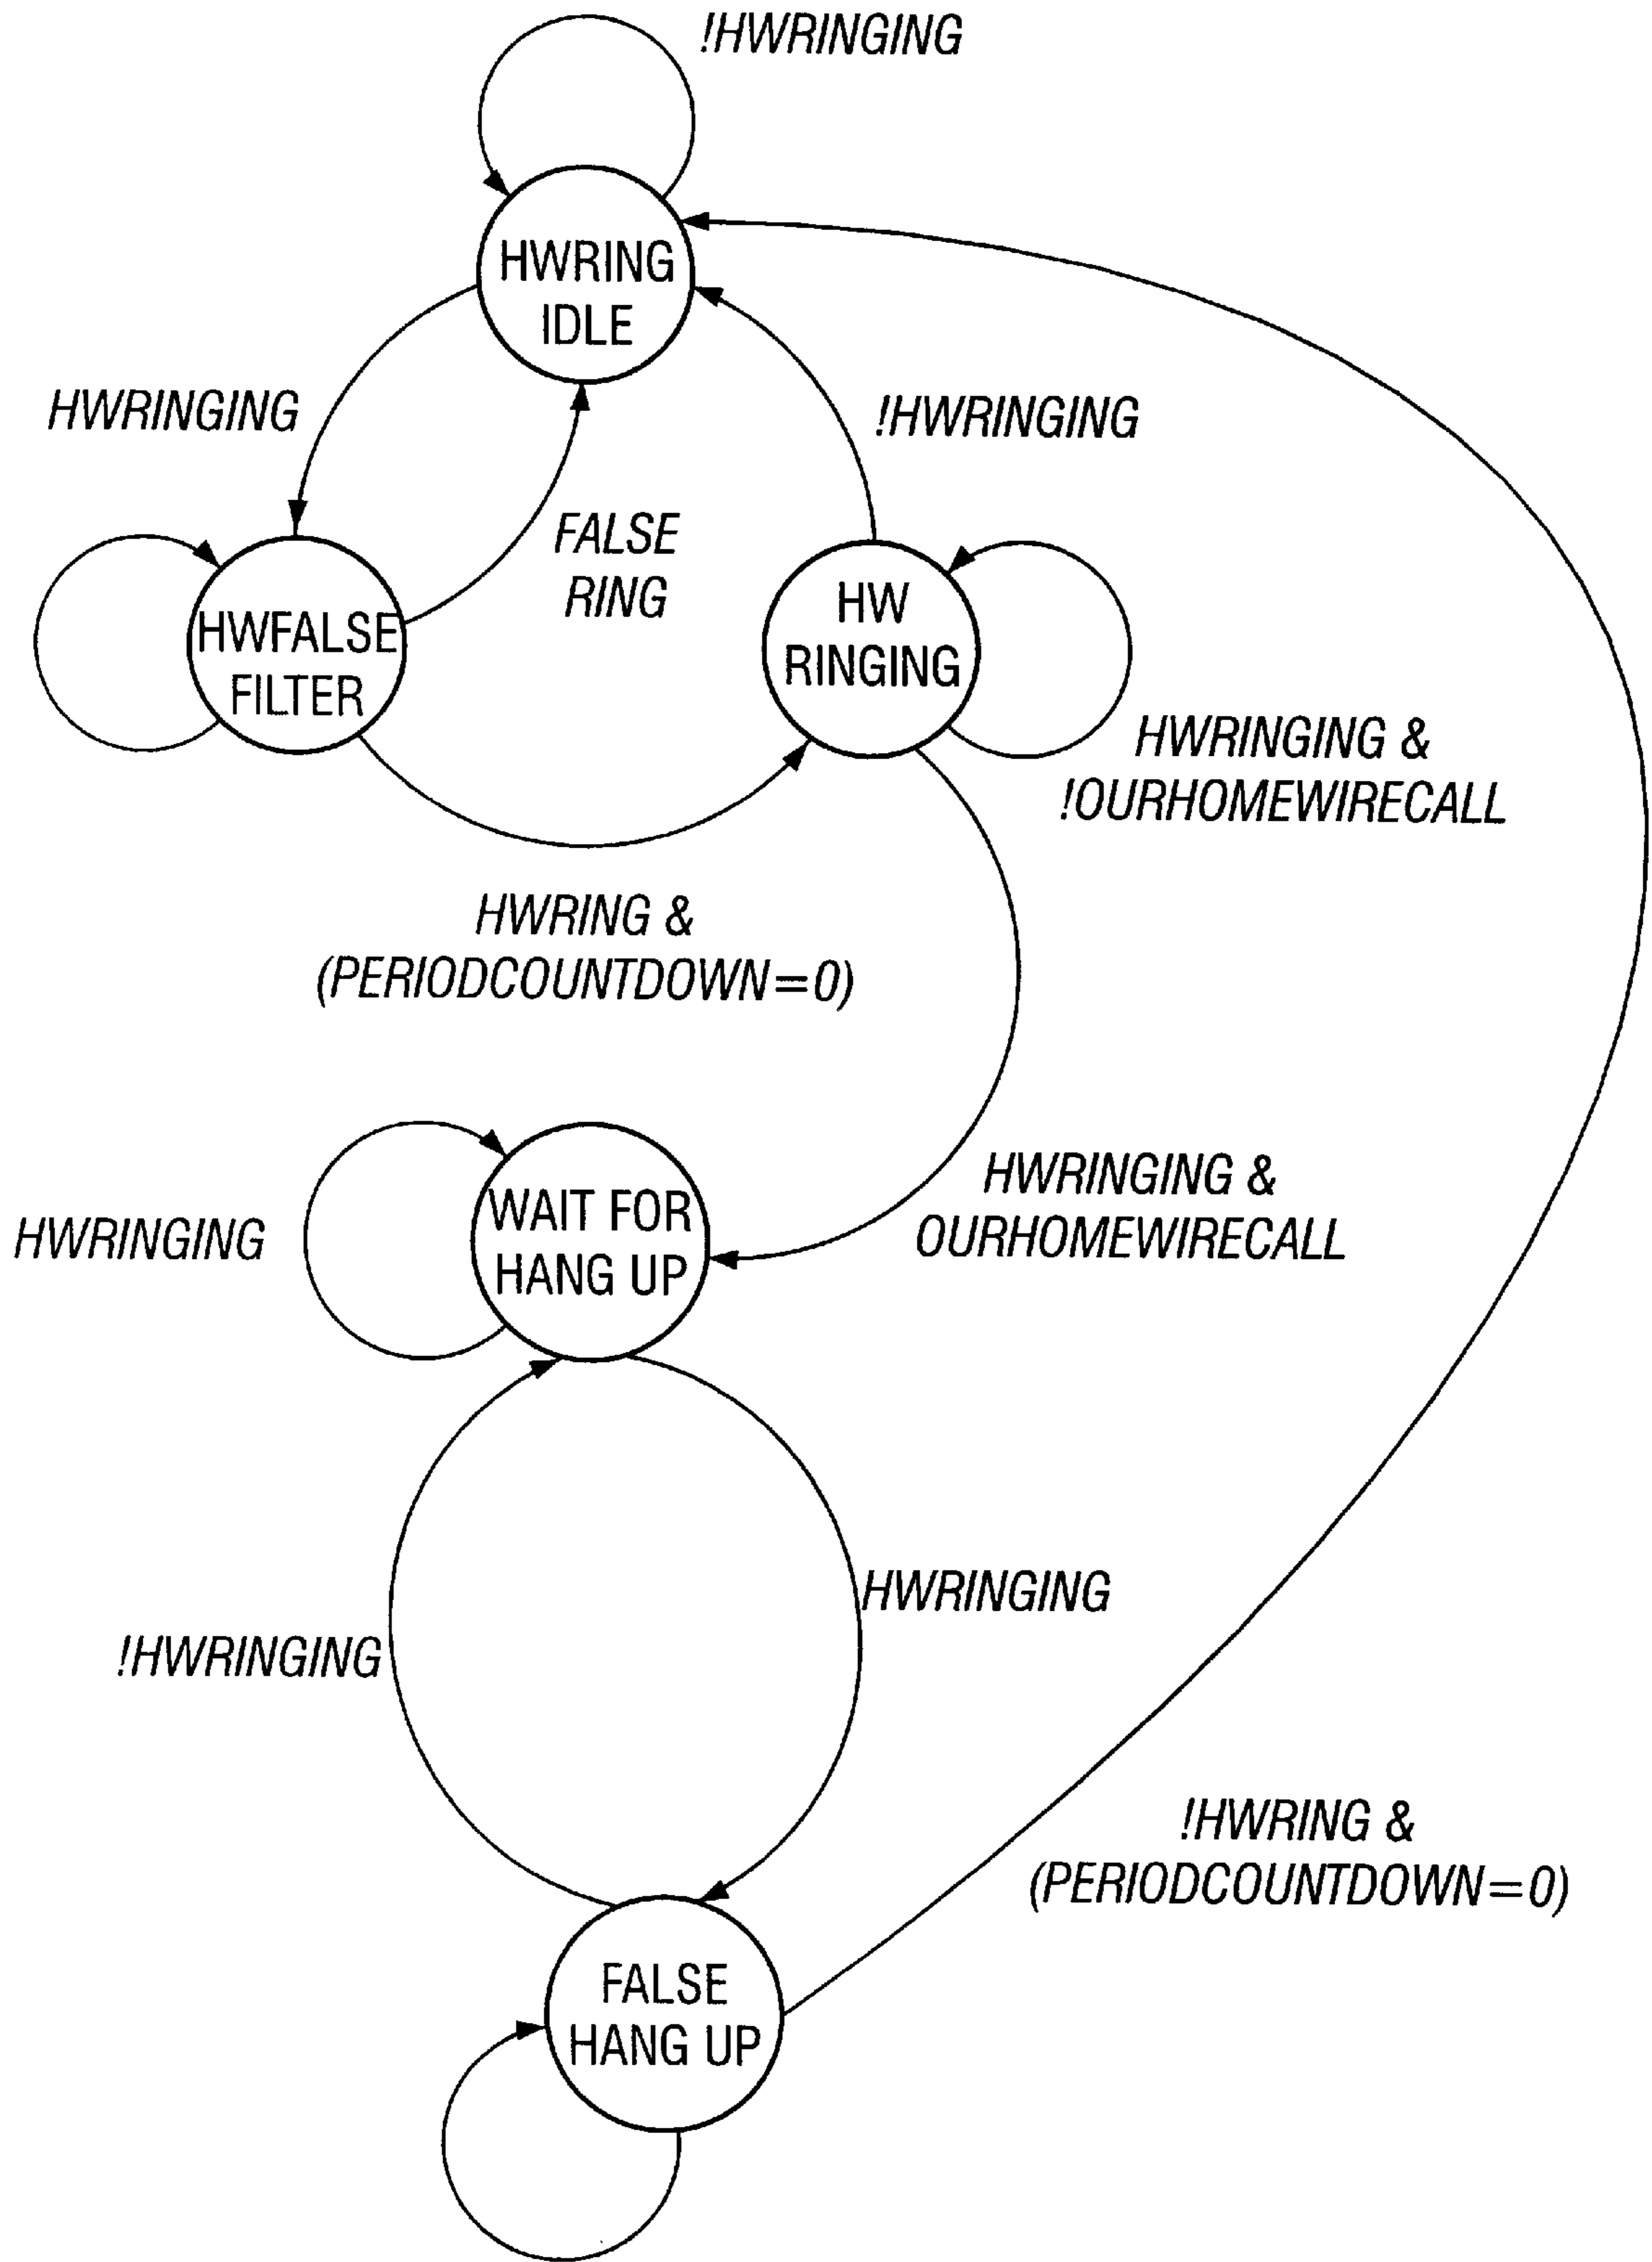 !HWRINGING
HWRING
IDLE
HWRINGING
!HWRINGING
FALSE
RING
HWFALSE
FILTER
HW
RINGING
HWRINGING &
!OURHOMEWIRECALL
HWRING &
(PERIODCOUNTDOWN=0)
WAIT FOR
HANG UP
HWRINGING
HWRINGING &
OURHOMEWIRECALL
HWRINGING
!HWRINGING
!HWRING &
(PERIODCOUNTDOWN=0)
FALSE
HANG UP